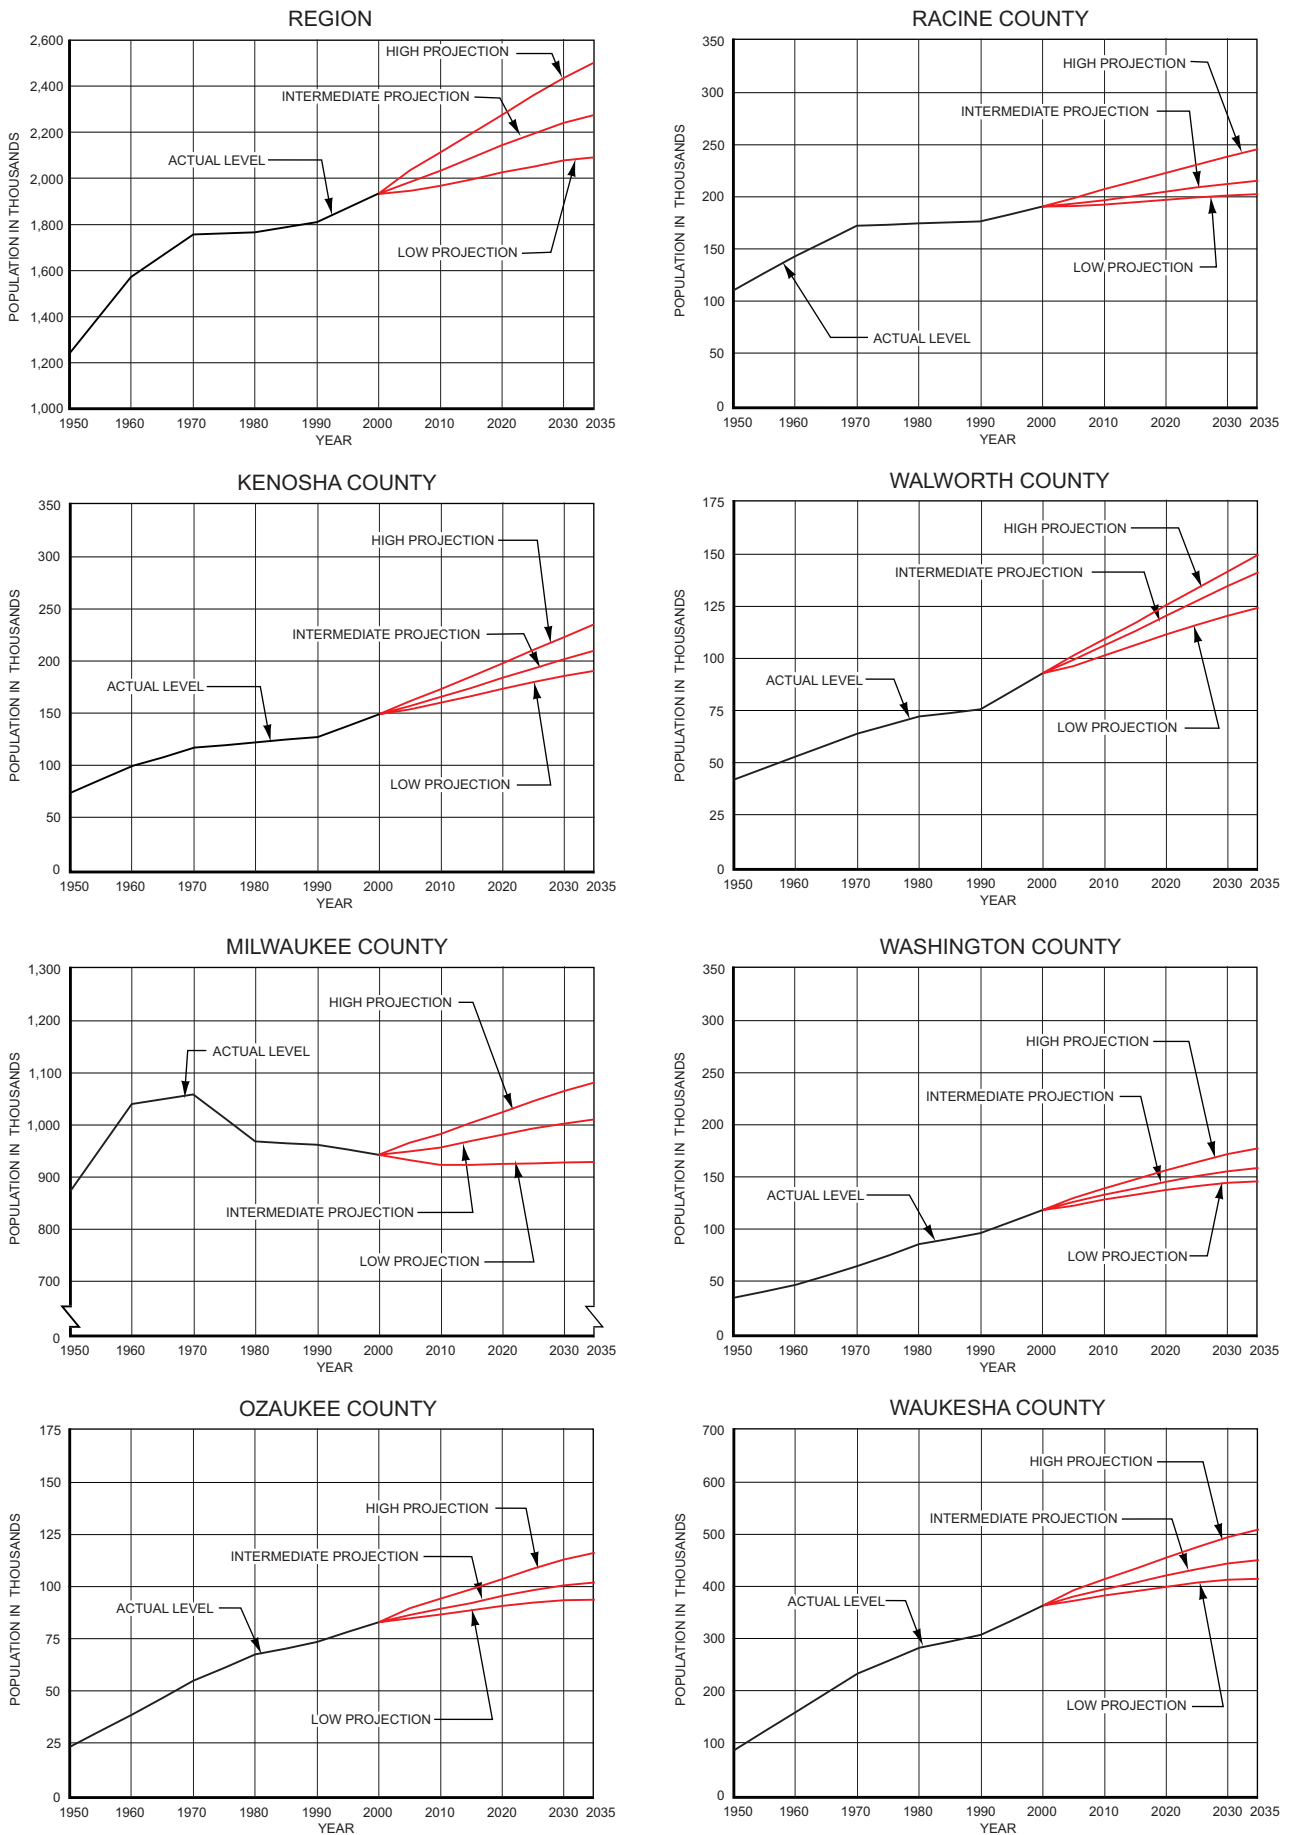 REGION
2,600
2,400
2,200
2,000
1,800
1,600
1,400
1,200
1,000
POPULATION IN THOUSANDS
HIGH PROJECTION
INTERMEDIATE PROJECTION
ACTUAL LEVEL
LOW PROJECTION
1950 1960 1970 1980 1990 2000 2010 2020 2030 2035
YEAR
RACINE COUNTY
350
300
250
200
150
100
50
0
POPULATION IN THOUSANDS
HIGH PROJECTION
INTERMEDIATE PROJECTION
LOW PROJECTION
ACTUAL LEVEL
1950 1960 1970 1980 1990 2000 2010 2020 2030 2035
YEAR
KENOSHA COUNTY
350
300
250
200
150
100
50
0
POPULATION IN THOUSANDS
HIGH PROJECTION
INTERMEDIATE PROJECTION
ACTUAL LEVEL
LOW PROJECTION
1950 1960 1970 1980 1990 2000 2010 2020 2030 2035
YEAR
WALWORTH COUNTY
175
150
125
100
75
50
25
0
POPULATION IN THOUSANDS
HIGH PROJECTION
INTERMEDIATE PROJECTION
ACTUAL LEVEL
LOW PROJECTION
1950 1960 1970 1980 1990 2000 2010 2020 2030 2035
YEAR
MILWAUKEE COUNTY
1,300
1,200
1,100
1,000
900
800
700
0
POPULATION IN THOUSANDS
HIGH PROJECTION
ACTUAL LEVEL
INTERMEDIATE PROJECTION
LOW PROJECTION
1950 1960 1970 1980 1990 2000 2010 2020 2030 2035
YEAR
WASHINGTON COUNTY
350
300
250
200
150
100
50
0
POPULATION IN THOUSANDS
HIGH PROJECTION
INTERMEDIATE PROJECTION
ACTUAL LEVEL
LOW PROJECTION
1950 1960 1970 1980 1990 2000 2010 2020 2030 2035
YEAR
OZAUKEE COUNTY
175
150
125
100
75
50
25
0
POPULATION IN THOUSANDS
HIGH PROJECTION
INTERMEDIATE PROJECTION
ACTUAL LEVEL
LOW PROJECTION
1950 1960 1970 1980 1990 2000 2010 2020 2030 2035
YEAR
WAUKESHA COUNTY
700
600
500
400
300
200
100
0
POPULATION IN THOUSANDS
HIGH PROJECTION
INTERMEDIATE PROJECTION
ACTUAL LEVEL
LOW PROJECTION
1950 1960 1970 1980 1990 2000 2010 2020 2030 2035
YEAR